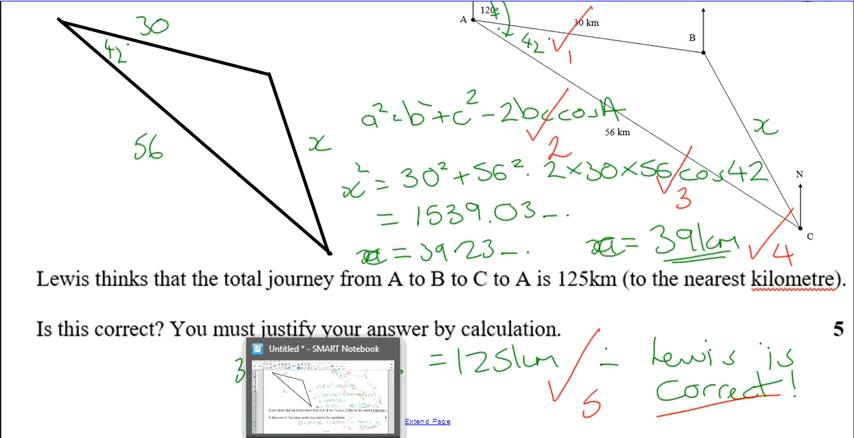 30
42°
56
x
120°
A
42°
1
30 km
B
a² = b² + c² - 2bc cos A
2
56 km
x
x² = 30² + 56² - 2×30×56 cos 42
3
= 1539.03...
N
x = 39.23...
x = 39km
4
C
Lewis thinks that the total journey from A to B to C to A is 125km (to the nearest kilometre).
Is this correct? You must justify your answer by calculation.
5
Untitled * - SMART Notebook
3
= 125km
5
∴ Lewis is
correct!
Extend Page